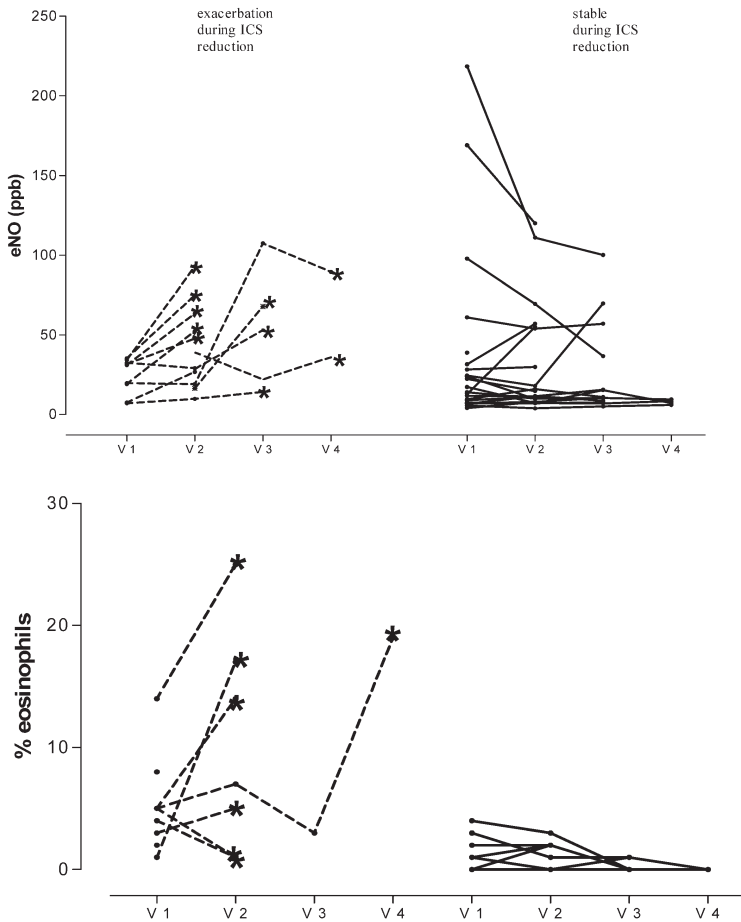 250
exacerbation
during ICS
reduction
stable
during ICS
reduction
200
150
100
50
0
eNO (ppb)
V 1 V 2 V 3 V 4 V 1 V 2 V 3 V 4
30
20
10
0
% eosinophils
V 1 V 2 V 3 V 4 V 1 V 2 V 3 V 4